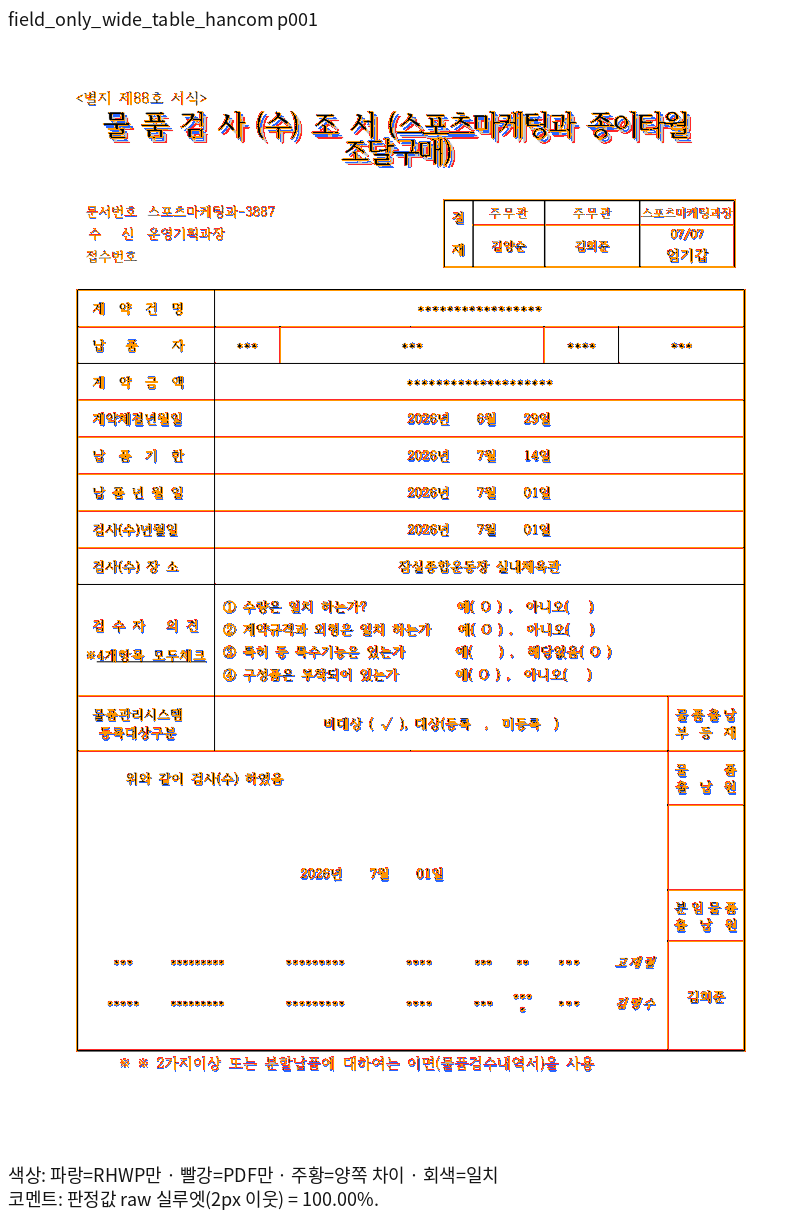 field_only_wide_table_hancom p001
<별지 제88호 서식>
물 품 검 사 (수) 조 서 (스포츠마케팅과 종이타월
조달구매)
문서번호 스포츠마케팅과-3887
수 신 운영기획과장
접수번호
결 재
주무관 주무관 스포츠마케팅과장
07/07
엄기갑
계 약 건 명 *****************
납 품 자 *** *** **** ***
계 약 금 액 ********************
계약체결년월일 2026년 6월 29일
납 품 기 한 2026년 7월 14일
납 품 년 월 일 2026년 7월 01일
검사(수)년월일 2026년 7월 01일
검사(수) 장 소 잠실종합운동장 실내체육관
검 수 자 의 견
※4개항목 모두체크
① 수량은 일치 하는가? 예( O ) , 아니오( )
② 계약규격과 외형은 일치 하는가 예( O ) , 아니오( )
③ 특허 등 특수기능은 있는가 예( ) , 해당없음( O )
④ 구성품은 부착되어 있는가 예( O ) , 아니오( )
물품관리시스템
등록대상구분
비대상 ( √ ), 대상(등록 , 미등록 )
물품출납
부 등 재
위와 같이 검사(수) 하였음
물 품
출 납 원
2026년 7월 01일
분임물품
출 납 원
*** ********* ********* **** *** ** ***
***** ********* ********* **** *** **** ***
※ ※ 2가지이상 또는 분할납품에 대하여는 이면(물품검수내역서)을 사용
색상: 파랑=RHWP만 · 빨강=PDF만 · 주황=양쪽 차이 · 회색=일치
코멘트: 판정값 raw 실루엣(2px 이웃) = 100.00%.